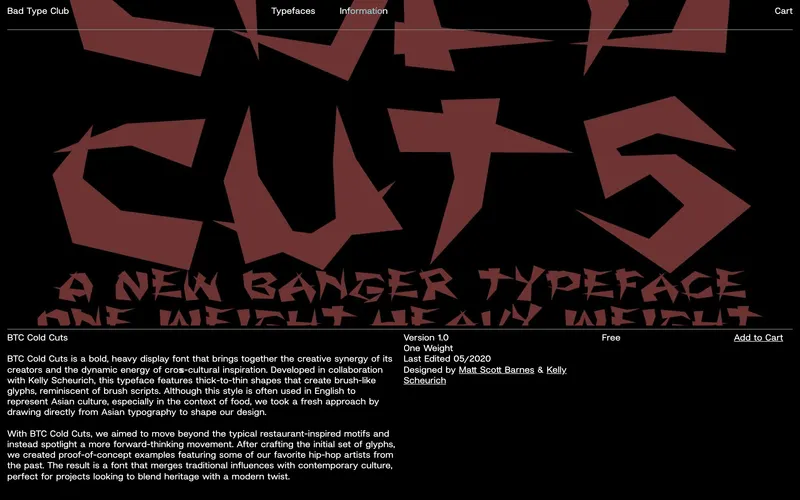 Bad Type Club
Typefaces
Information
Cart
CUTS
A NEW BANGER TYPEFACE
ONE WEIGHT HEAVY WEIGHT
BTC Cold Cuts
BTC Cold Cuts is a bold, heavy display font that brings together the creative synergy of its
creators and the dynamic energy of cross-cultural inspiration. Developed in collaboration
with Kelly Scheurich, this typeface features thick-to-thin shapes that create brush-like
glyphs, reminiscent of brush scripts. Although this style is often used in English to
represent Asian culture, especially in the context of food, we took a fresh approach by
drawing directly from Asian typography to shape our design.
With BTC Cold Cuts, we aimed to move beyond the typical restaurant-inspired motifs and
instead spotlight a more forward-thinking movement. After crafting the initial set of glyphs,
we created proof-of-concept examples featuring some of our favorite hip-hop artists from
the past. The result is a font that merges traditional influences with contemporary culture,
perfect for projects looking to blend heritage with a modern twist.
Version 1.0
One Weight
Last Edited 05/2020
Designed by Matt Scott Barnes & Kelly
Scheurich
Free
Add to Cart